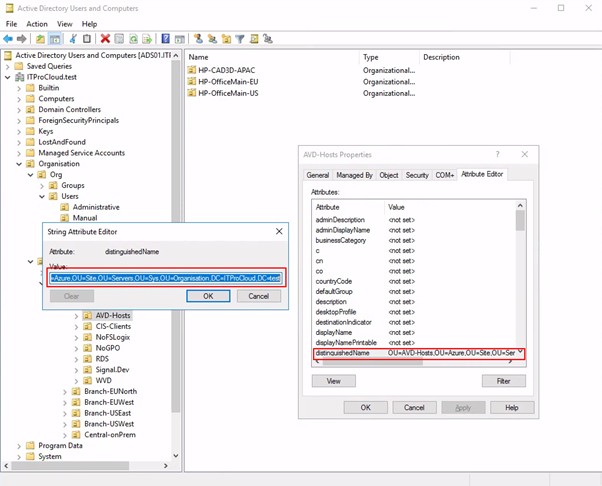 Active Directory Users and Computers
File Action View Help
Active Directory Users and Computers [ADS01.ITF
Saved Queries
ITProCloud.test
Builtin
Computers
Domain Controllers
ForeignSecurityPrincipals
Keys
LostAndFound
Managed Service Accounts
Organisation
Org
Groups
Users
Administrative
Manual
AVD-Hosts
CIS-Clients
NoFSLogix
NoGPO
RDS
Signal.Dev
WVD
Branch-EUNorth
Branch-EUWest
Branch-USEast
Branch-USWest
Central-onPrem
Program Data
System
Name Type Description
HP-CAD3D-APAC Organizational...
HP-OfficeMain-EU Organizational...
HP-OfficeMain-US Organizational...
String Attribute Editor
Attribute: distinguishedName
Value:
=Azure,OU=Site,OU=Servers,OU=Sys,OU=Organisation,DC=ITProCloud,DC=test
Clear OK Cancel
AVD-Hosts Properties ?
General Managed By Object Security COM+ Attribute Editor
Attributes:
Attribute Value
adminDescription <not set>
adminDisplayName <not set>
businessCategory <not set>
c <not set>
cn <not set>
co <not set>
countryCode <not set>
defaultGroup <not set>
description <not set>
desktopProfile <not set>
destinationIndicator <not set>
displayName <not set>
displayNamePrintable <not set>
distinguishedName OU=AVD-Hosts,OU=Azure,OU=Site,OU=Ser
View Filter
OK Cancel Apply Help